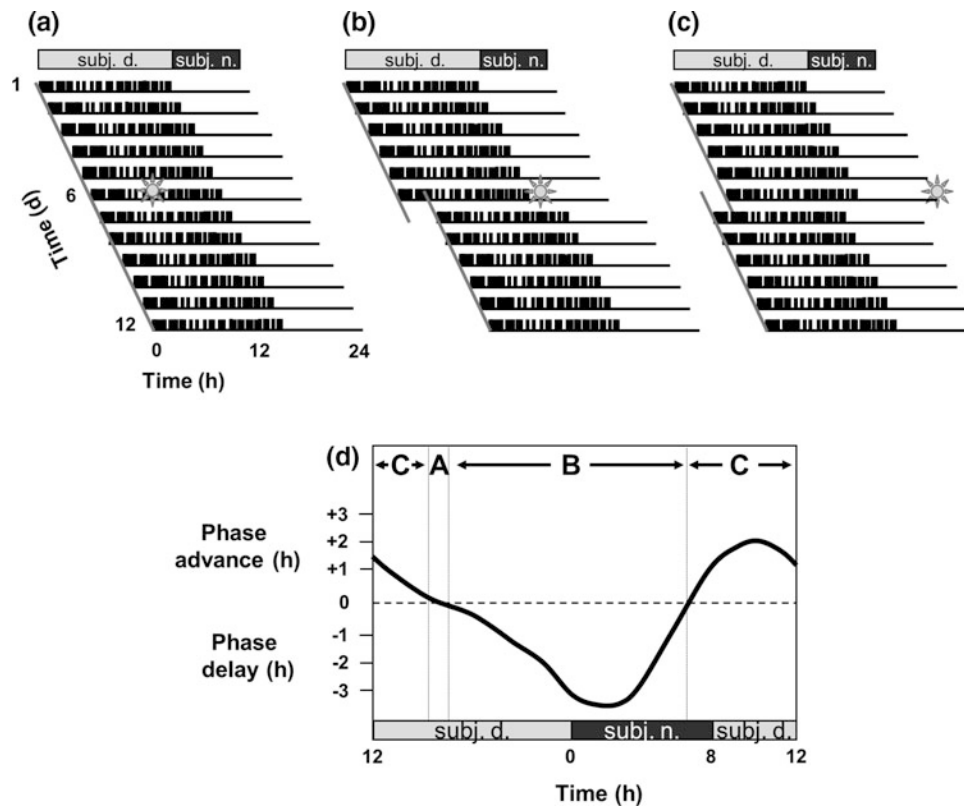 (a) (b) (c)
subj. d. subj. n. subj. d. subj. n. subj. d. subj. n.
1
6
Time (d)
12
0 12 24
Time (h)
(d)
C A B C
+3
Phase +2
advance (h) +1
0
Phase -1
delay (h) -2
-3
subj. d. subj. n. subj. d.
12 0 8 12
Time (h)